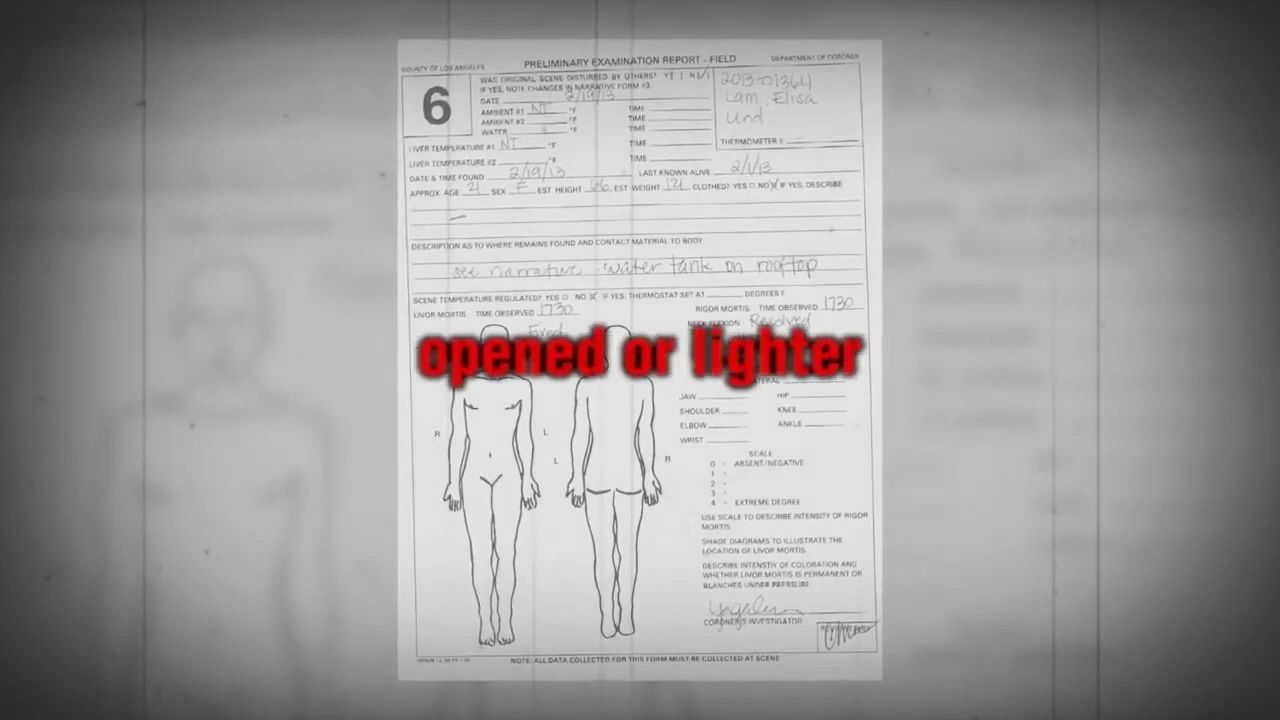 COUNTY OF LOS ANGELES PRELIMINARY EXAMINATION REPORT - FIELD DEPARTMENT OF CORONER
6
WAS ORIGINAL SCENE DISTURBED BY OTHERS? YE
IF YES, NOTE CHANGES IN NARRATIVE FORM #3.
DATE 2/19/13
AMBIENT #1 NT °F TIME
AMBIENT #2 °F TIME
WATER °F TIME
2013-01364
Lam, Elisa
Und.
THERMOMETER #
LIVER TEMPERATURE #1 NT °F TIME
LIVER TEMPERATURE #2 °F TIME
DATE & TIME FOUND 2/19/13 LAST KNOWN ALIVE 2/1/13
APPROX AGE 21 SEX F EST HEIGHT 66 EST WEIGHT 121 CLOTHED? YES NO IF YES, DESCRIBE
DESCRIPTION AS TO WHERE REMAINS FOUND AND CONTACT MATERIAL TO BODY
see narrative - water tank on rooftop
SCENE TEMPERATURE REGULATED? YES NO IF YES, THERMOSTAT SET AT DEGREES F
LIVOR MORTIS TIME OBSERVED 1730 RIGOR MORTIS TIME OBSERVED 1730
NECK FLEXION Resolved
opened or lighter
JAW HIP
SHOULDER KNEE
ELBOW ANKLE
WRIST
R L L R
SCALE
0 - ABSENT/NEGATIVE
1 -
2 -
3 -
4 - EXTREME DEGREE
USE SCALE TO DESCRIBE INTENSITY OF RIGOR
MORTIS
SHADE DIAGRAMS TO ILLUSTRATE THE
LOCATION OF LIVOR MORTIS
DESCRIBE INTENSTIY OF COLORATION AND
WHETHER LIVOR MORTIS IS PERMANENT OR
BLANCHES UNDER PRESSURE
CORONER'S INVESTIGATOR
NOTE: ALL DATA COLLECTED FOR THIS FORM MUST BE COLLECTED AT SCENE